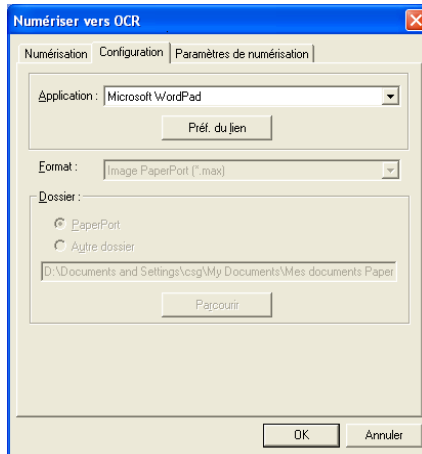 Numériser vers OCR
Numérisation Configuration Paramètres de numérisation
Application : Microsoft WordPad
Préf. du lien
Format : Image PaperPort (*.max)
Dossier :
PaperPort
Autre dossier
D:\Documents and Settings\csg\My Documents\Mes documents Paper
Parcourir
OK Annuler